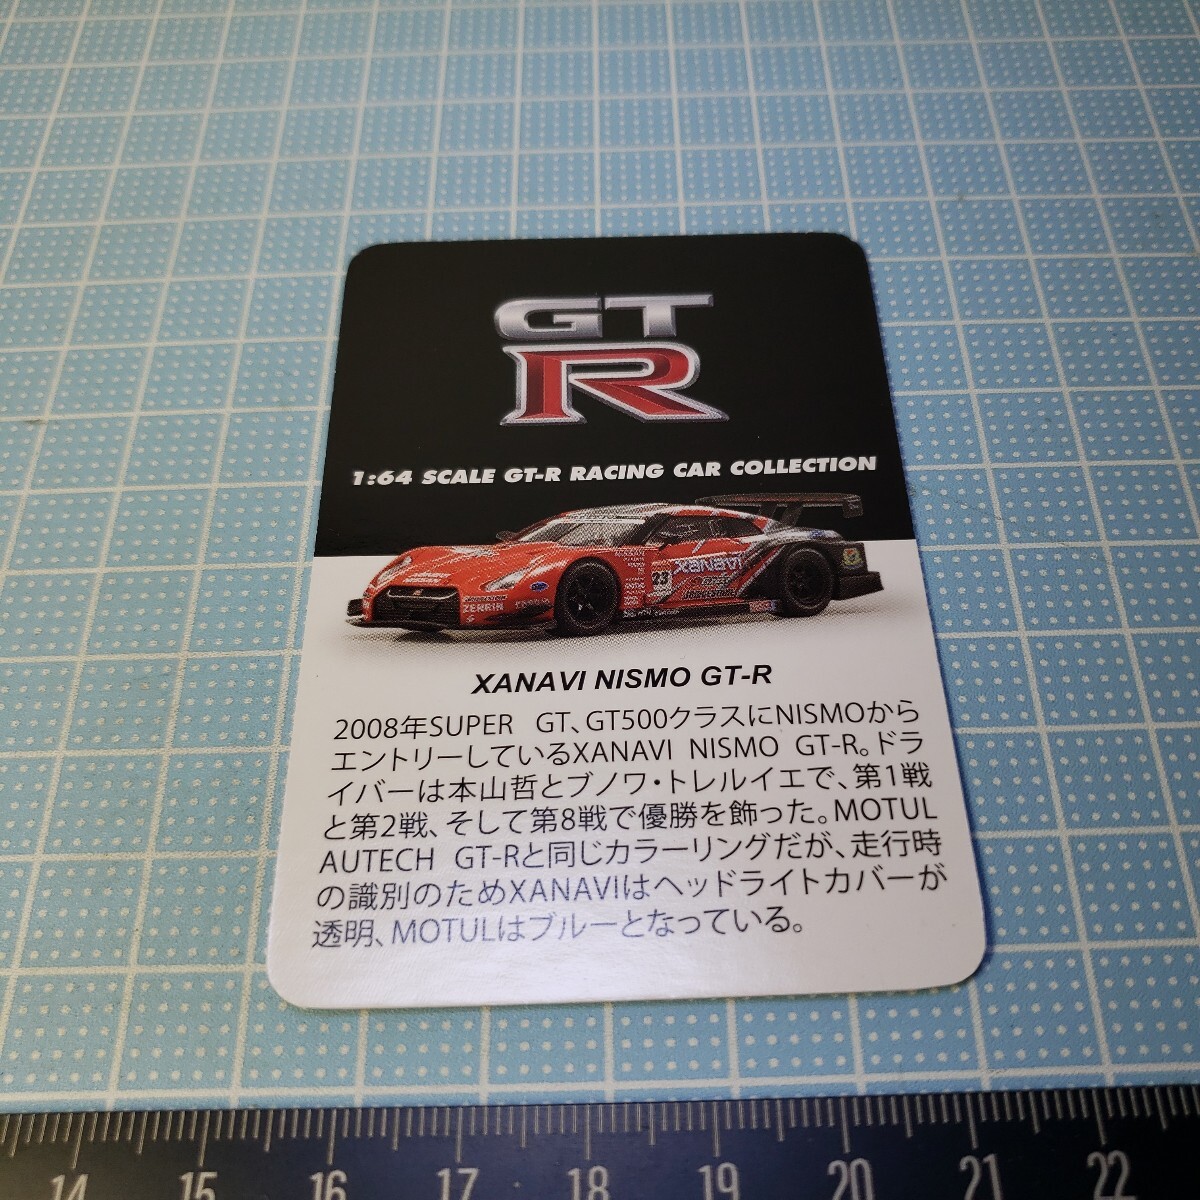 GT
R
1:64 SCALE GT-R RACING CAR COLLECTION
XANAVI
23
ZENRIN
XANAVI NISMO GT-R
2008年SUPER GT、GT500クラスにNISMOから
エントリーしているXANAVI NISMO GT-R。ドラ
イバーは本山哲とブノワ・トレルイエで、第1戦
と第2戦、そして第8戦で優勝を飾った。MOTUL
AUTECH GT-Rと同じカラーリングだが、走行時
の識別のためXANAVIはヘッドライトカバーが
透明、MOTULはブルーとなっている。
14 15 16 17 18 19 20 21 22